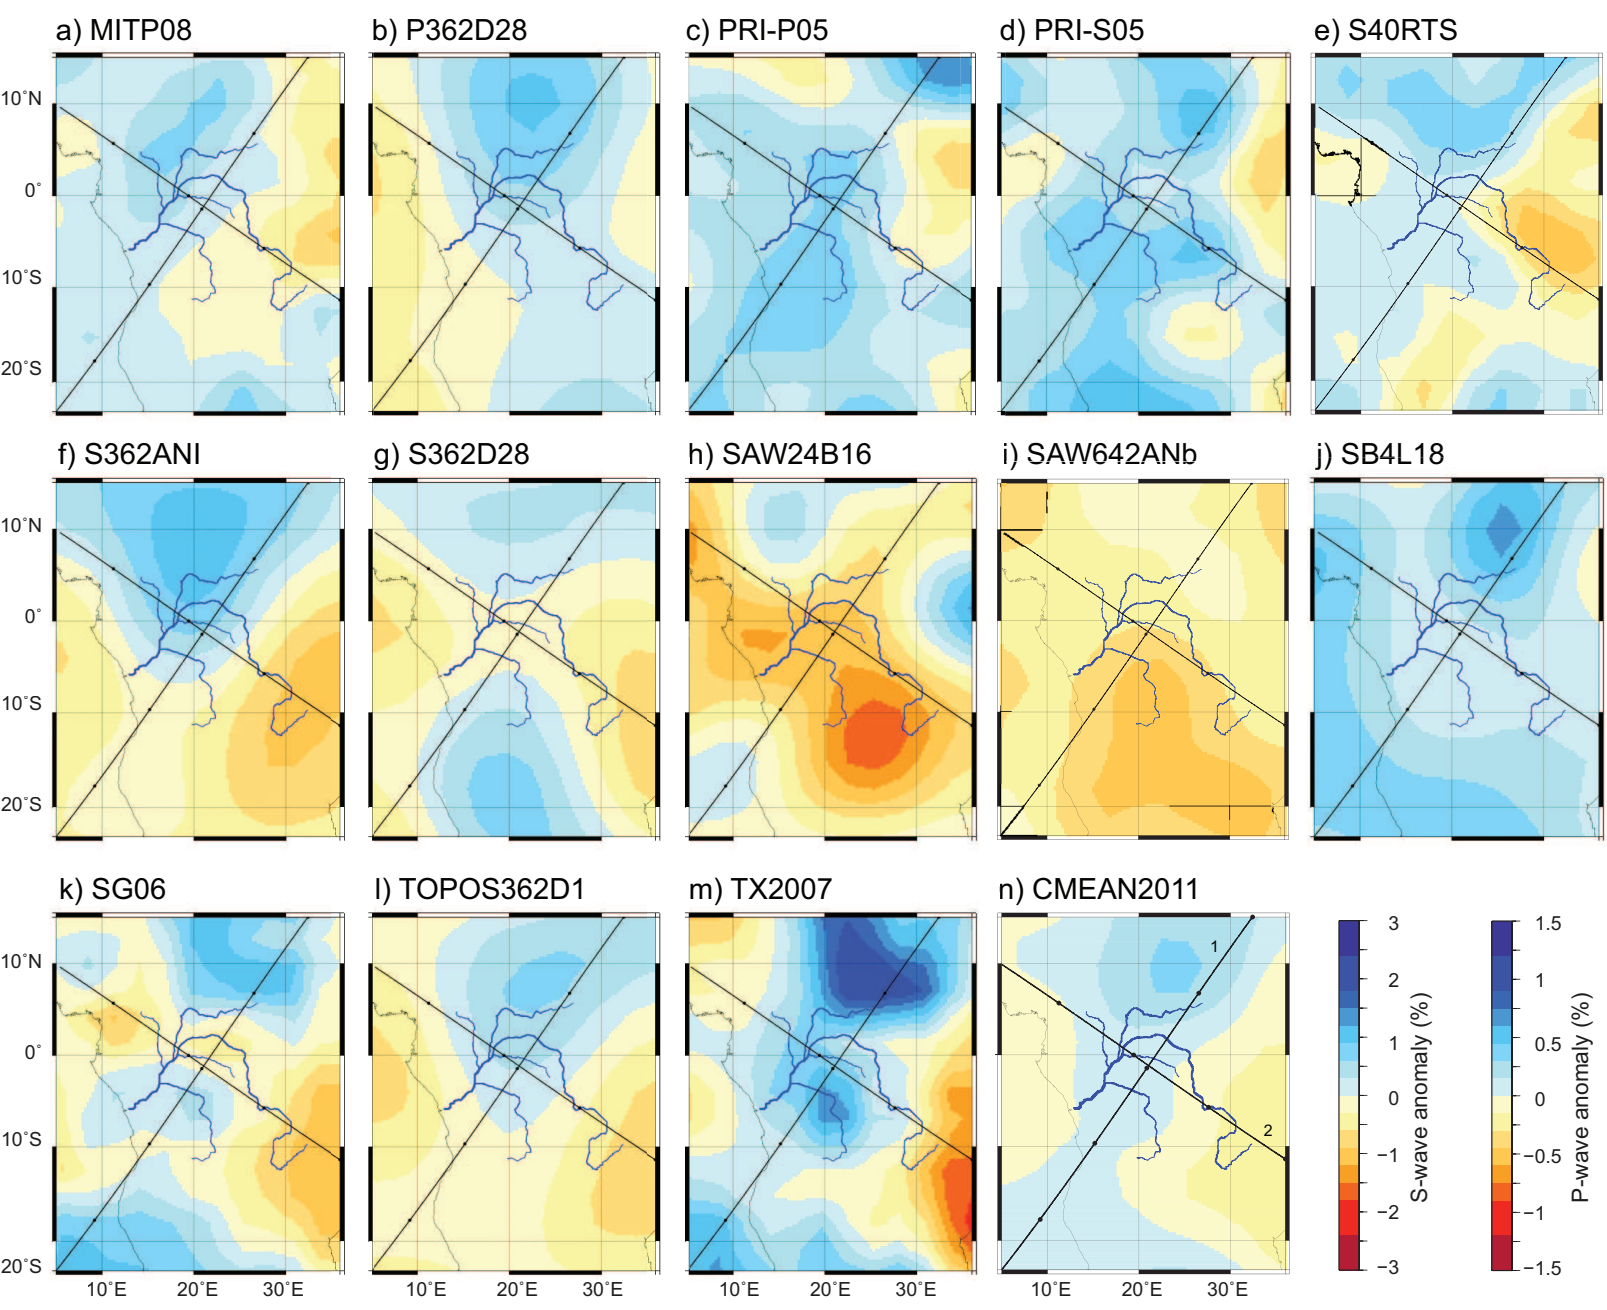 a) MITP08
b) P362D28
c) PRI-P05
d) PRI-S05
e) S40RTS
10˚N
0˚
10˚S
20˚S
f) S362ANI
g) S362D28
h) SAW24B16
i) SAW642ANb
j) SB4L18
10˚N
0˚
10˚S
20˚S
k) SG06
l) TOPOS362D1
m) TX2007
n) CMEAN2011
10˚N
0˚
10˚S
20˚S
1
2
10˚E 20˚E 30˚E
10˚E 20˚E 30˚E
10˚E 20˚E 30˚E
10˚E 20˚E 30˚E
3
2
1
0
−1
−2
−3
S-wave anomaly (%)
1.5
1
0.5
0
−0.5
−1
−1.5
P-wave anomaly (%)